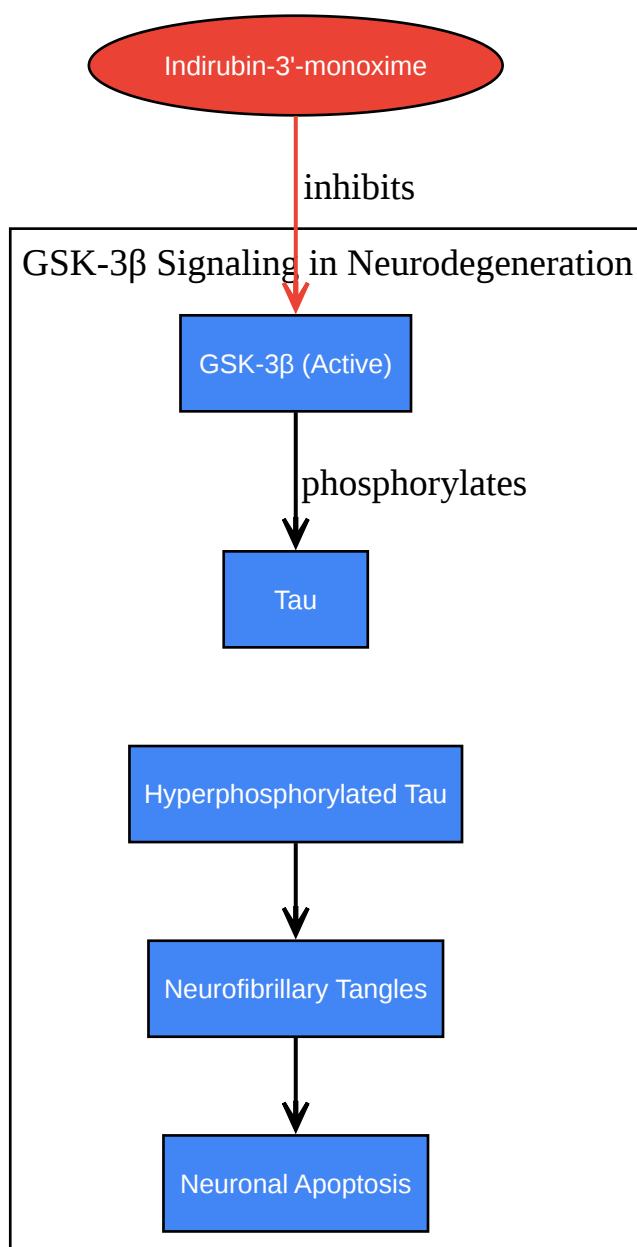 Indirubin-3'-monoxime
inhibits
GSK-3β Signaling in Neurodegeneration
GSK-3β (Active)
phosphorylates
Tau
Hyperphosphorylated Tau
Neurofibrillary Tangles
Neuronal Apoptosis